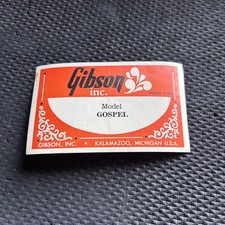 Gibson
inc.
Model
GOSPEL
GIBSON, INC. • KALAMAZOO, MICHIGAN U.S.A.